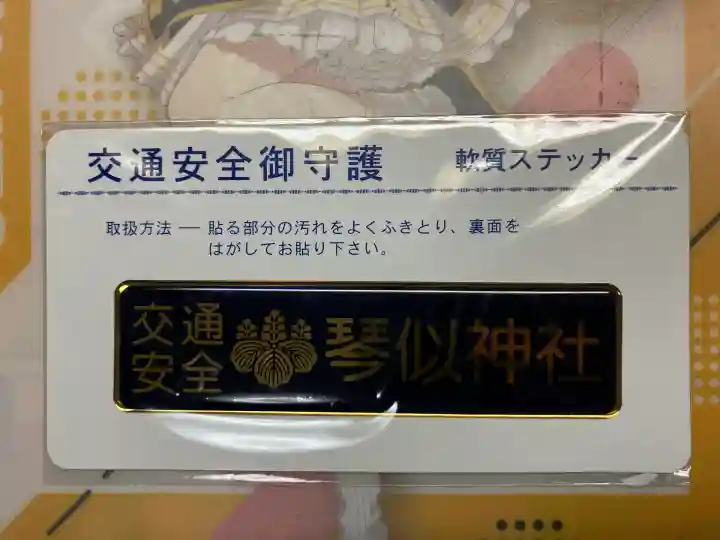 交通安全御守護 軟質ステッカー
取扱方法 ― 貼る部分の汚れをよくふきとり、裏面を
はがしてお貼り下さい。
交通
安全
琴似神社